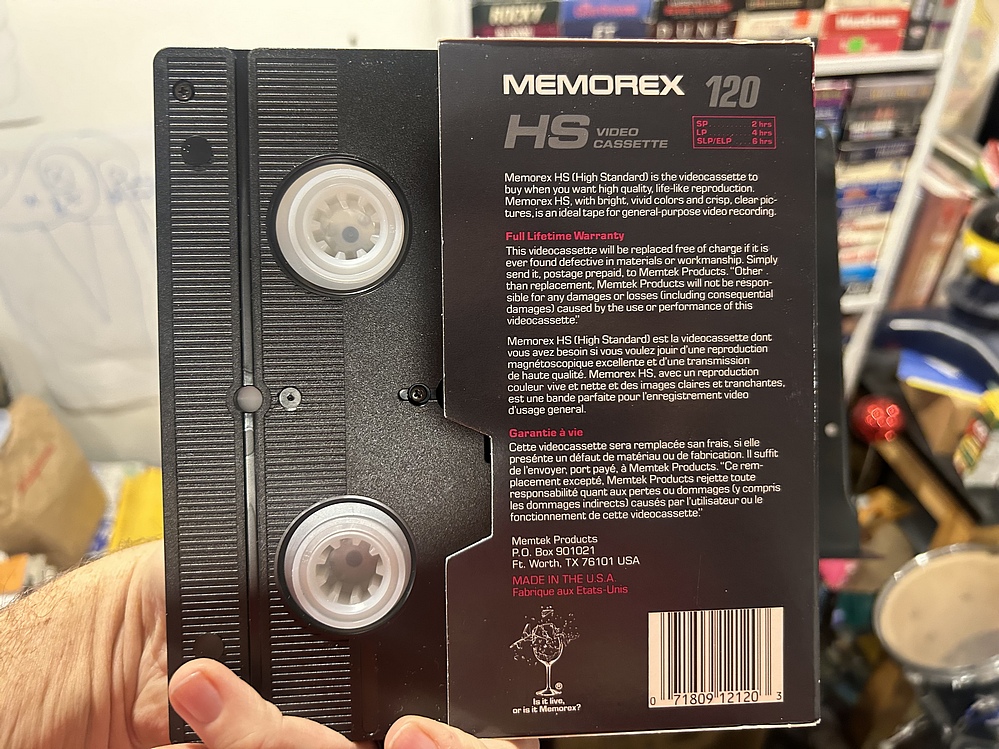 ROCKY
DUNE
MEMOREX 120
HS VIDEO CASSETTE
SP 2 hrs
LP 4 hrs
SLP/ELP 6 hrs
Memorex HS (High Standard) is the videocassette to
buy when you want high quality, life-like reproduction.
Memorex HS, with bright, vivid colors and crisp, clear pic-
tures, is an ideal tape for general-purpose video recording.
Full Lifetime Warranty
This videocassette will be replaced free of charge if it is
ever found defective in materials or workmanship. Simply
send it, postage prepaid, to Memtek Products. "Other
than replacement, Memtek Products will not be respon-
sible for any damages or losses (including consequential
damages) caused by the use or performance of this
videocassette."
Memorex HS (High Standard) est la videocassette dont
vous avez besoin si vous voulez jouir d'une reproduction
magnétoscopique excellente et d'une transmission
de haute qualité. Memorex HS, avec un reproduction
couleur vive et nette et des images claires et tranchantes,
est une bande parfaite pour l'enregistrement video
d'usage general.
Garantie à vie
Cette videocassette sera remplacée san frais, si elle
presénte un défaut de matériau ou de fabrication. Il suffit
de l'envoyer, port payé, à Memtek Products. "Ce rem-
placement excepté, Memtek Products rejette toute
responsabilité quant aux pertes ou dommages (y compris
les dommages indirects) causés par l'utilisateur ou le
fonctionnement de cette videocassette."
Memtek Products
P.O. Box 901021
Ft. Worth, TX 76101 USA
MADE IN THE U.S.A.
Fabrique aux Etats-Unis
®
Is it live,
or is it Memorex?
0 71809 12120 3